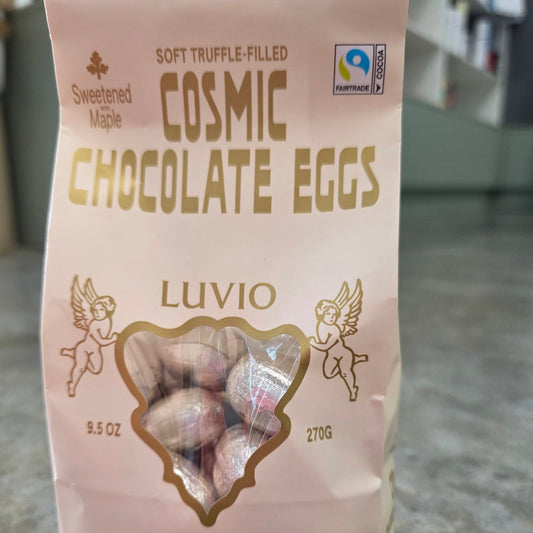 SOFT TRUFFLE-FILLED
Sweetened
WITH
Maple
COSMIC
CHOCOLATE EGGS
FAIRTRADE
COCOA
LUVIO
9.5 OZ
270G